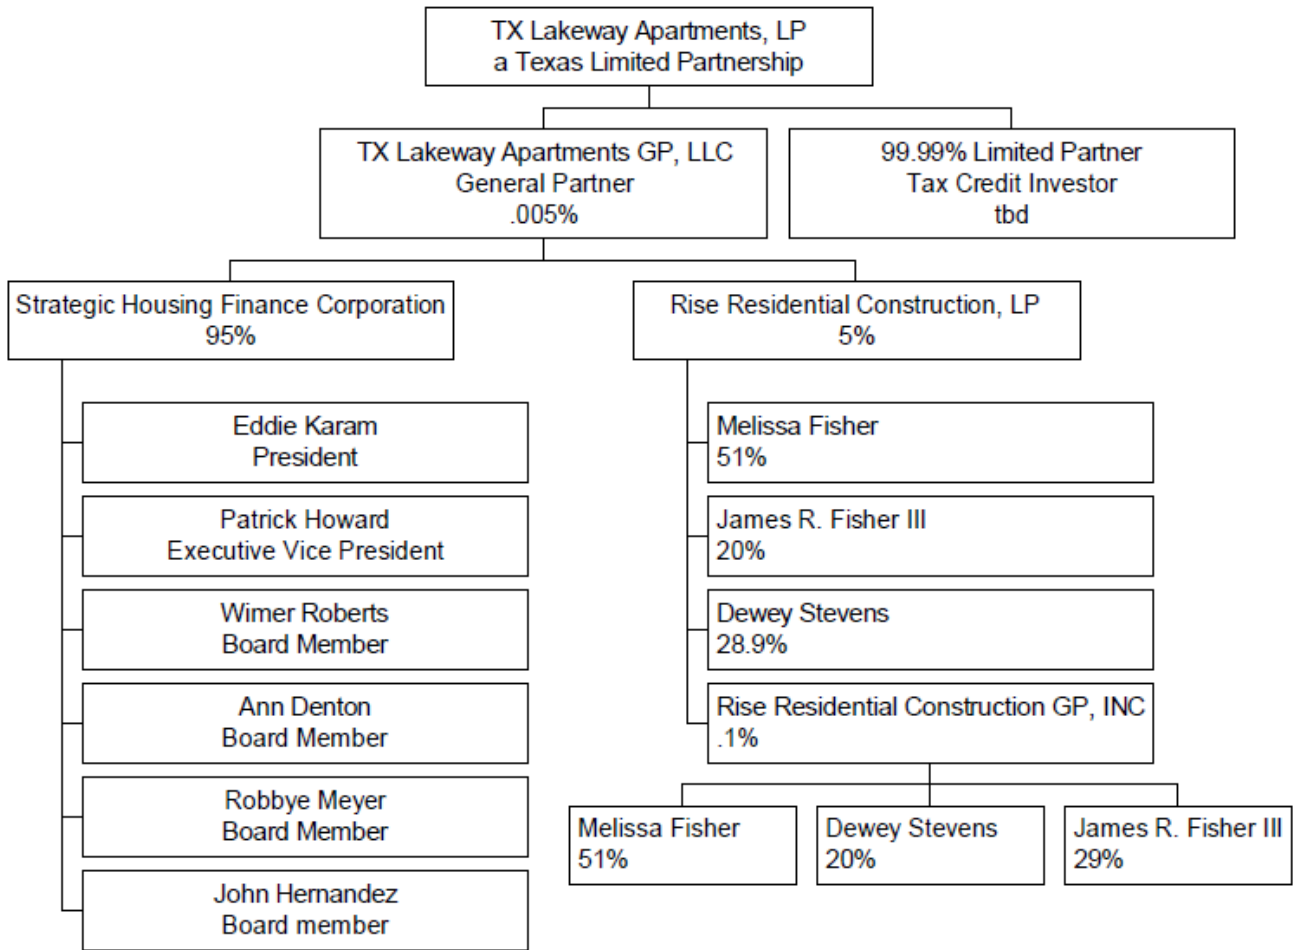 TX Lakeway Apartments, LP
a Texas Limited Partnership
TX Lakeway Apartments GP, LLC
General Partner
.005%
99.99% Limited Partner
Tax Credit Investor
tbd
Strategic Housing Finance Corporation
95%
Rise Residential Construction, LP
5%
Eddie Karam
President
Patrick Howard
Executive Vice President
Wimer Roberts
Board Member
Ann Denton
Board Member
Robbye Meyer
Board Member
John Hernandez
Board member
Melissa Fisher
51%
James R. Fisher III
20%
Dewey Stevens
28.9%
Rise Residential Construction GP, INC
.1%
Melissa Fisher
51%
Dewey Stevens
20%
James R. Fisher III
29%